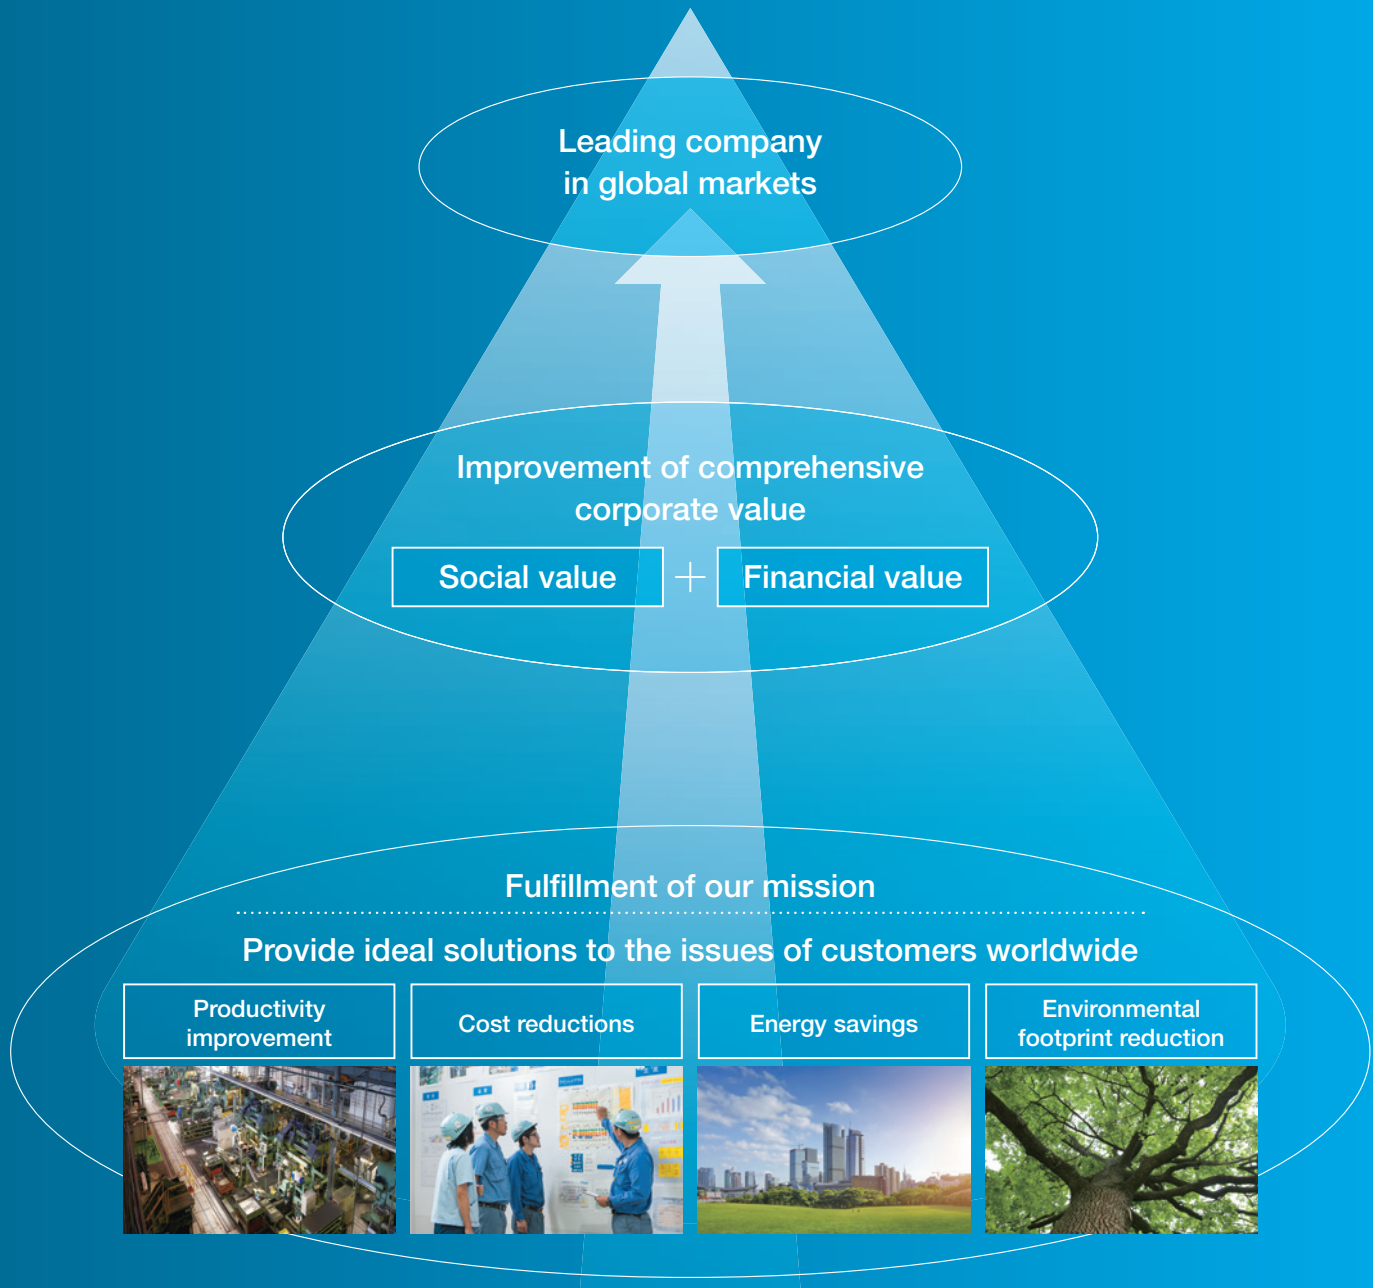 Leading company
in global markets
Improvement of comprehensive
corporate value
Social value + Financial value
Fulfillment of our mission
Provide ideal solutions to the issues of customers worldwide
Productivity
improvement
Cost reductions
Energy savings
Environmental
footprint reduction